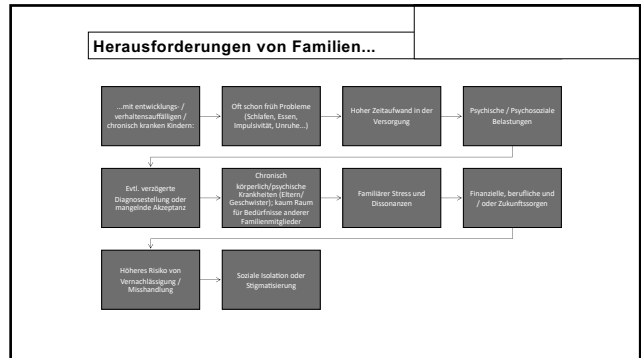 Herausforderungen von Familien...
...mit entwicklungs- /
verhaltensauffälligen /
chronisch kranken Kindern:
Oft schon früh Probleme
(Schlafen, Essen,
Impulsivität, Unruhe...)
Hoher Zeitaufwand in der
Versorgung
Psychische / Psychosoziale
Belastungen
Evtl. verzögerte
Diagnosestellung oder
mangelnde Akzeptanz
Chronisch
körperlich/psychische
Krankheiten (Eltern/
Geschwister); kaum Raum
für Bedürfnisse anderer
Familienmitglieder
Familiärer Stress und
Dissonanzen
Finanzielle, berufliche und
/ oder Zukunftssorgen
Höheres Risiko von
Vernachlässigung /
Misshandlung
Soziale Isolation oder
Stigmatisierung